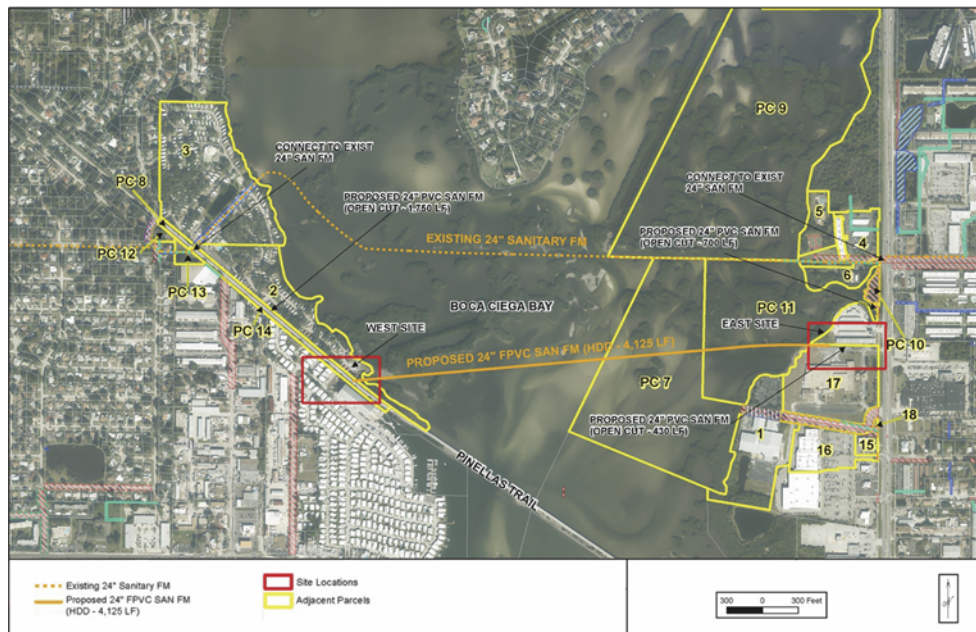 PC 9
3
CONNECT TO EXIST
24" SAN FM
PC 8
PROPOSED 24" PVC SAN FM
(OPEN CUT - 1,750 LF)
CONNECT TO EXIST
24" SAN FM
5
PROPOSED 24" PVC SAN FM
(OPEN CUT - 700 LF)
4
EXISTING 24" SANITARY FM
6
PC 12
PC 13
2
BOCA CIEGA BAY
PC 11
PC 14
WEST SITE
EAST SITE
PC 10
PROPOSED 24" FPVC SAN FM (HDD - 4,125 LF)
PC 7
17
PROPOSED 24" PVC SAN FM
(OPEN CUT - 430 LF)
18
1
15
16
PINELLAS TRAIL
Existing 24" Sanitary FM
Proposed 24" FPVC SAN FM
(HDD - 4,125 LF)
Site Locations
Adjacent Parcels
300 0 300 Feet